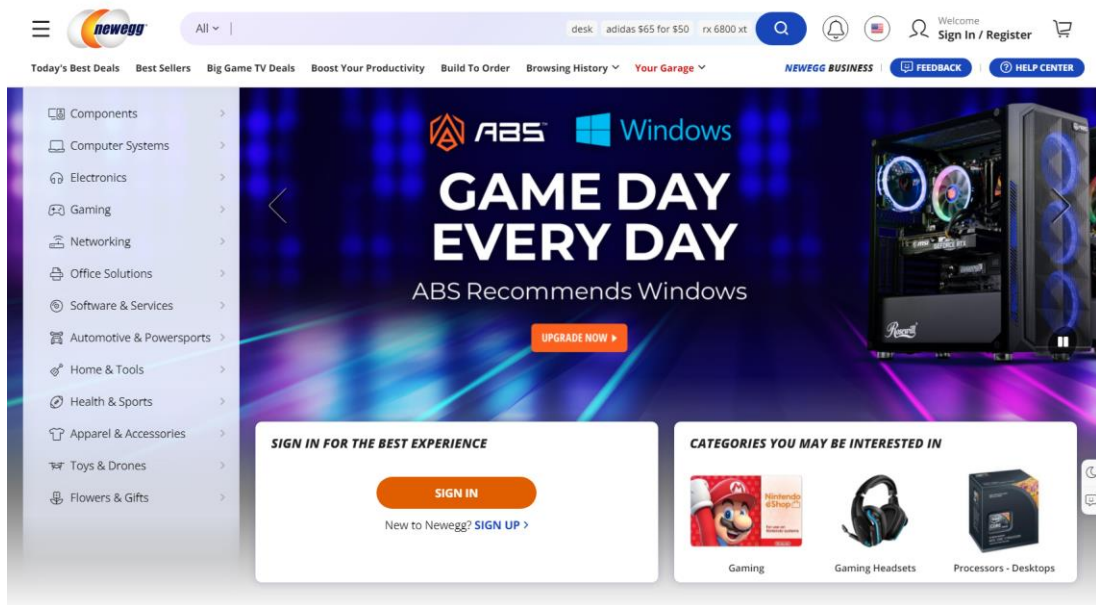 newegg
All
desk adidas $65 for $50 rx 6800 xt
Welcome
Sign In / Register
Today's Best Deals Best Sellers Big Game TV Deals Boost Your Productivity Build To Order Browsing History Your Garage NEWEGG BUSINESS FEEDBACK HELP CENTER
Components
Computer Systems
Electronics
Gaming
Networking
Office Solutions
Software & Services
Automotive & Powersports
Home & Tools
Health & Sports
Apparel & Accessories
Toys & Drones
Flowers & Gifts
ABS Windows
GAME DAY
EVERY DAY
ABS Recommends Windows
UPGRADE NOW
GEFORCE RTX
Rosewill
SIGN IN FOR THE BEST EXPERIENCE
SIGN IN
New to Newegg? SIGN UP
CATEGORIES YOU MAY BE INTERESTED IN
Nintendo
eShop
Gaming
Gaming Headsets
Processors - Desktops